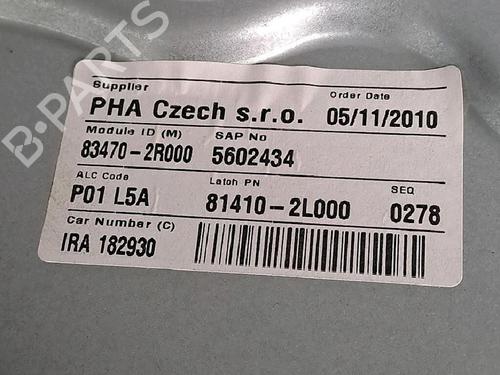 B-PARTS
Supplier Order Date
PHA Czech s.r.o. 05/11/2010
Module ID (M) SAP No
83470-2R000 5602434
ALC Code Latch PN SEQ
P01 L5A 81410-2L000 0278
Car Number (C)
IRA 182930